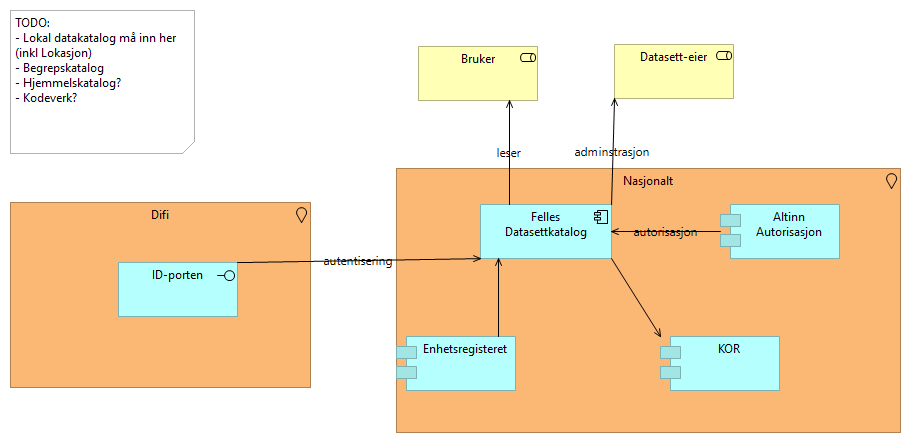 TODO:
- Lokal datakatalog må inn her
(inkl Lokasjon)
- Begrepskatalog
- Hjemmelskatalog?
- Kodeverk?
Bruker
Datasett-eier
leser
adminstrasjon
Nasjonalt
Difi
Felles
Datasettkatalog
autorisasjon
Altinn
Autorisasjon
autentisering
ID-porten
Enhetsregisteret
KOR